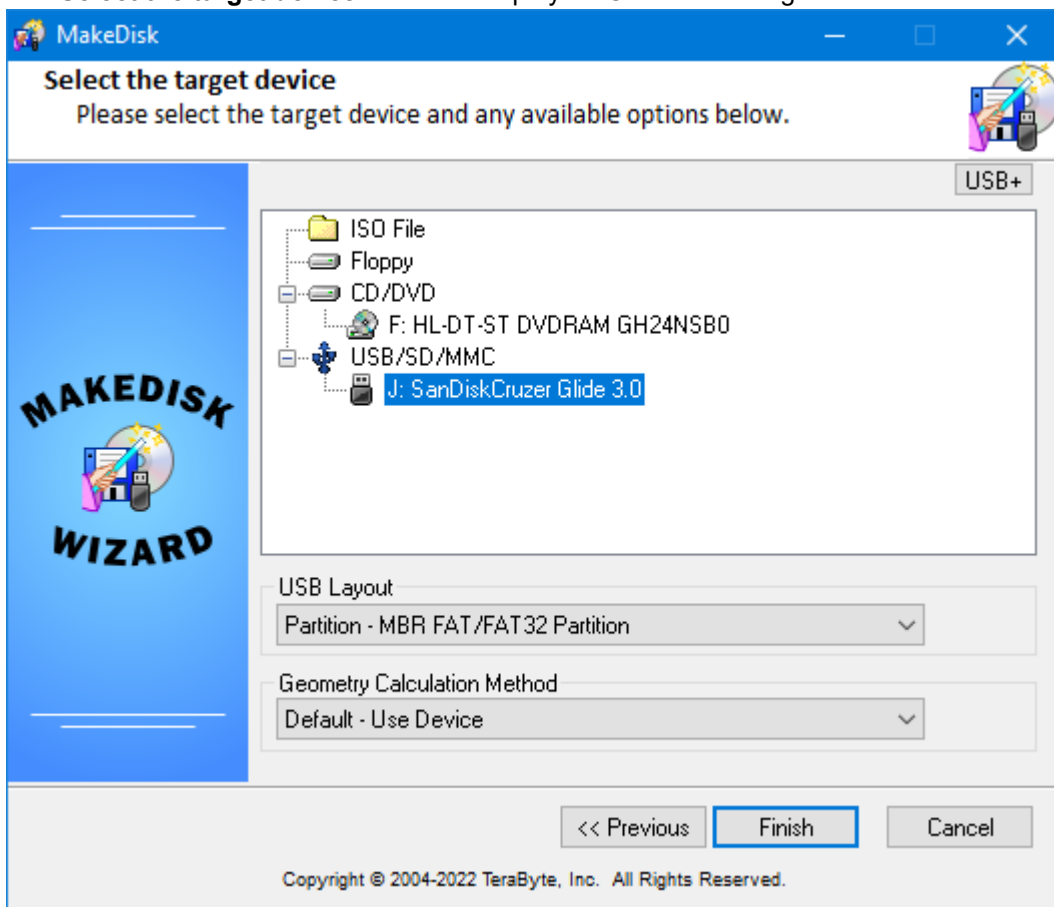 MakeDisk
Select the target device
Please select the target device and any available options below.
USB+
ISO File
Floppy
CD/DVD
F: HL-DT-ST DVDRAM GH24NSB0
USB/SD/MMC
J: SanDiskCruzer Glide 3.0
MAKEDISK
WIZARD
USB Layout
Partition - MBR FAT/FAT32 Partition
Geometry Calculation Method
Default - Use Device
<< Previous
Finish
Cancel
Copyright © 2004-2022 TeraByte, Inc. All Rights Reserved.